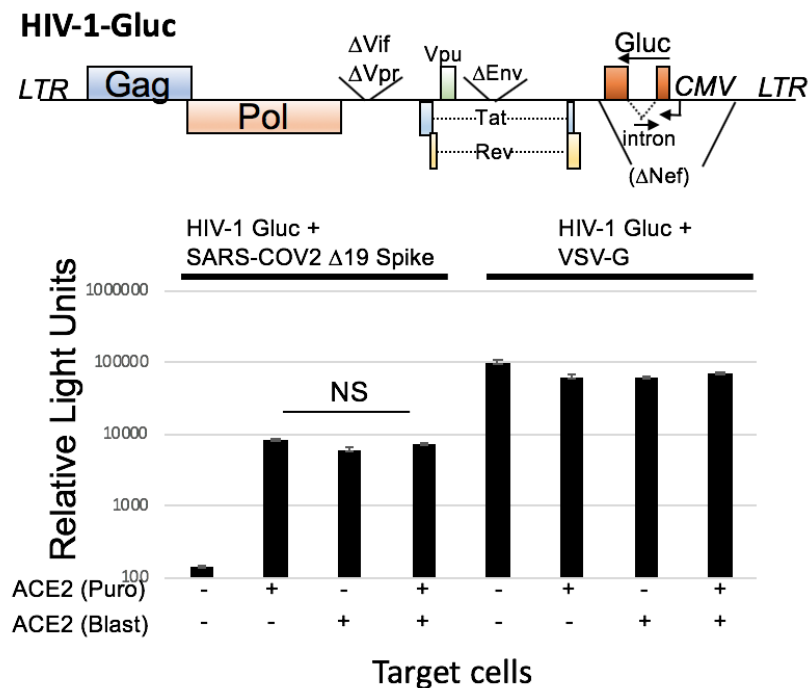 HIV-1-Gluc
ΔVif
ΔVpr
Vpu
ΔEnv
Gluc
LTR
Gag
CMV
LTR
Pol
Tat
intron
Rev
(ΔNef)
HIV-1 Gluc +
SARS-COV2 Δ19 Spike
HIV-1 Gluc +
VSV-G
Relative Light Units
1000000
100000
10000
1000
100
NS
ACE2 (Puro) - + - + - + - +
ACE2 (Blast) - - + + - - + +
Target cells